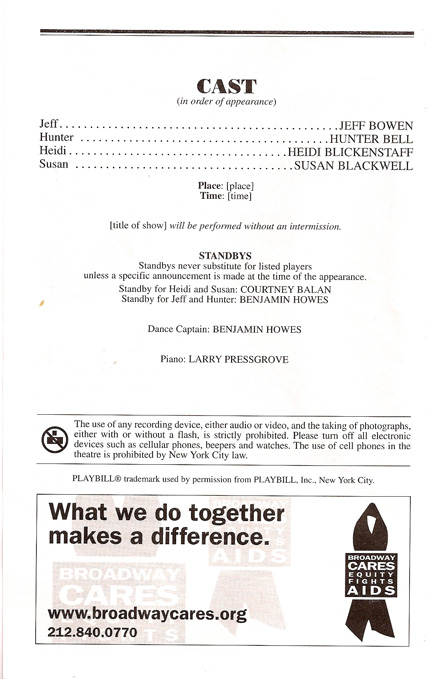 CAST
(in order of appearance)
Jeff............................................JEFF BOWEN
Hunter ........................................HUNTER BELL
Heidi...................................HEIDI BLICKENSTAFF
Susan ...................................SUSAN BLACKWELL
Place: [place]
Time: [time]
[title of show] will be performed without an intermission.
STANDBYS
Standbys never substitute for listed players
unless a specific announcement is made at the time of the appearance.
Standby for Heidi and Susan: COURTNEY BALAN
Standby for Jeff and Hunter: BENJAMIN HOWES
Dance Captain: BENJAMIN HOWES
Piano: LARRY PRESSGROVE
The use of any recording device, either audio or video, and the taking of photographs,
either with or without a flash, is strictly prohibited. Please turn off all electronic
devices such as cellular phones, beepers and watches. The use of cell phones in the
theatre is prohibited by New York City law.
PLAYBILL® trademark used by permission from PLAYBILL, Inc., New York City.
What we do together
makes a difference.
www.broadwaycares.org
212.840.0770
BROADWAY
CARES
EQUITY
FIGHTS
AIDS